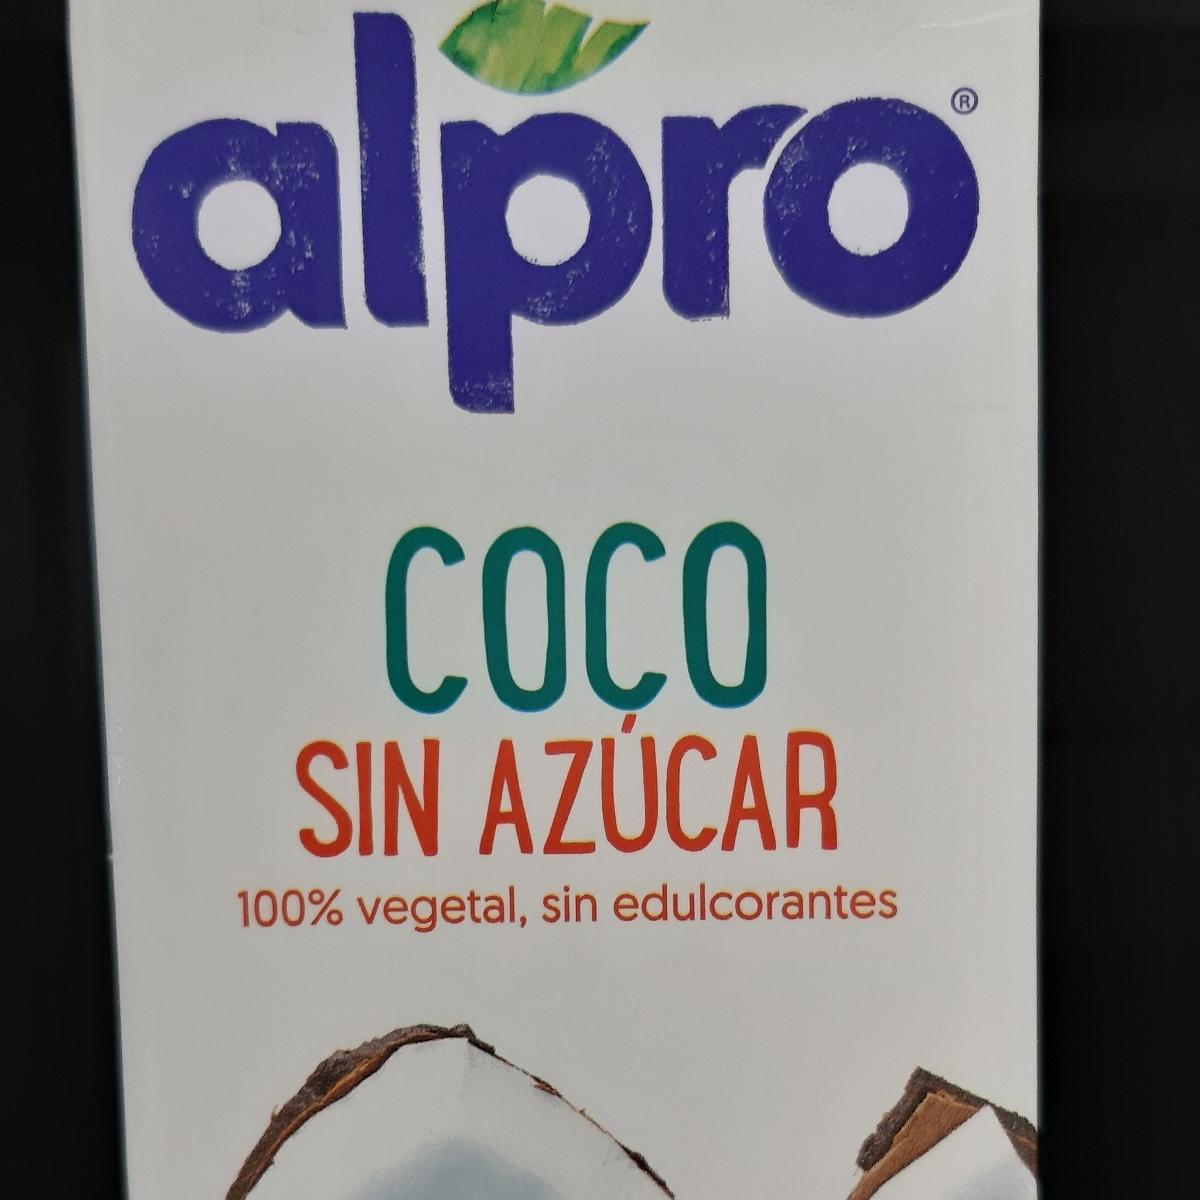 alpro®
COCO
SIN AZÚCAR
100% vegetal, sin edulcorantes